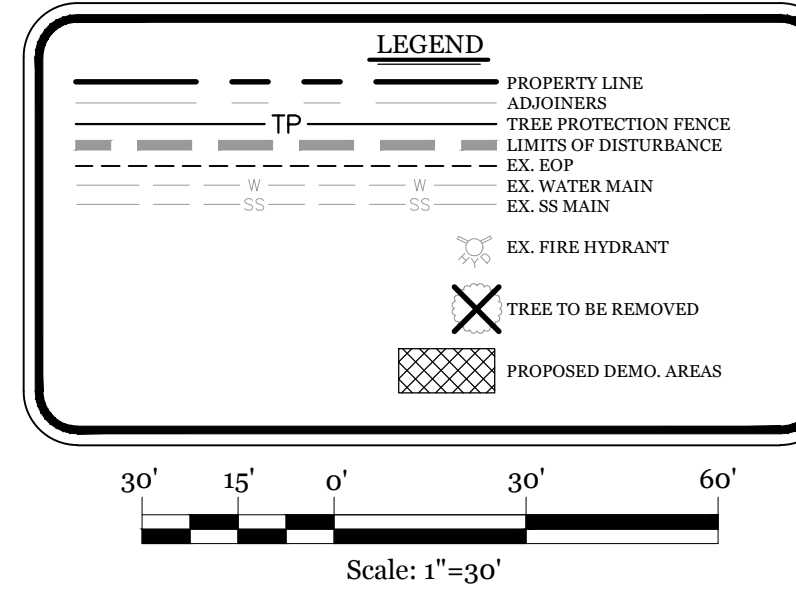 LEGEND
PROPERTY LINE
ADJOINERS
TP TREE PROTECTION FENCE
LIMITS OF DISTURBANCE
EX. EOP
W W EX. WATER MAIN
SS SS EX. SS MAIN
HYD EX. FIRE HYDRANT
TREE TO BE REMOVED
PROPOSED DEMO. AREAS
30' 15' 0' 30' 60'
Scale: 1"=30'